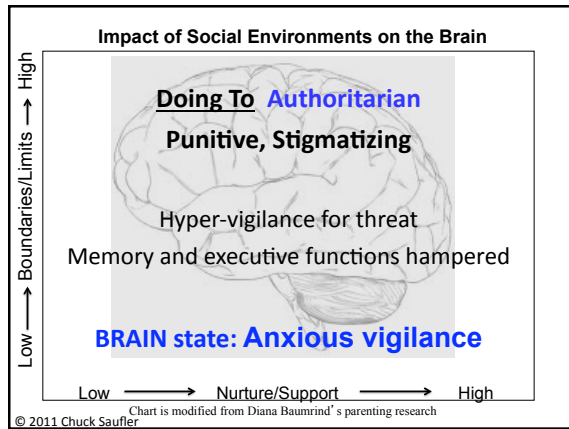 Impact of Social Environments on the Brain
Low → Boundaries/Limits → High
Doing To Authoritarian
Punitive, Stigmatizing
Hyper-vigilance for threat
Memory and executive functions hampered
BRAIN state: Anxious vigilance
Low → Nurture/Support → High
Chart is modified from Diana Baumrind's parenting research
© 2011 Chuck Saufler